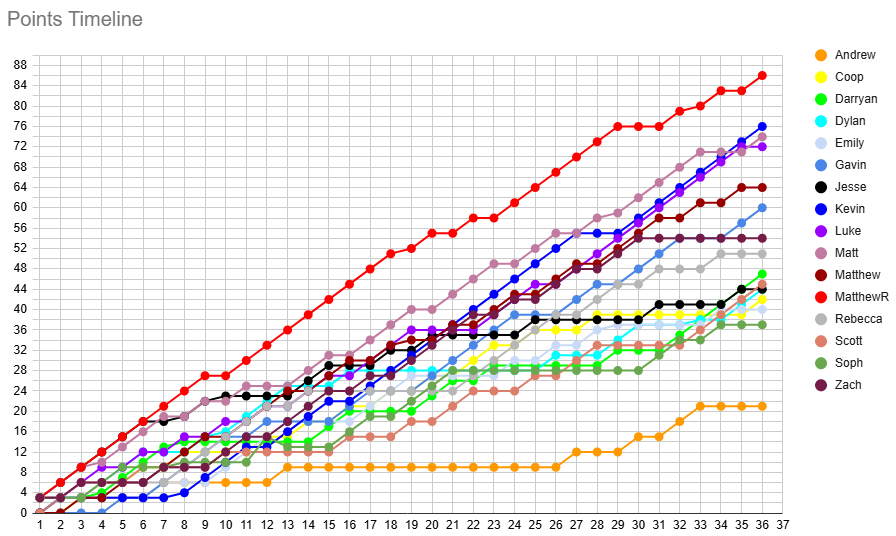 Points Timeline
88
84
80
76
72
68
64
60
56
52
48
44
40
36
32
28
24
20
16
12
8
4
0
1 2 3 4 5 6 7 8 9 10 11 12 13 14 15 16 17 18 19 20 21 22 23 24 25 26 27 28 29 30 31 32 33 34 35 36 37
Andrew
Coop
Darryan
Dylan
Emily
Gavin
Jesse
Kevin
Luke
Matt
Matthew
MatthewR
Rebecca
Scott
Soph
Zach